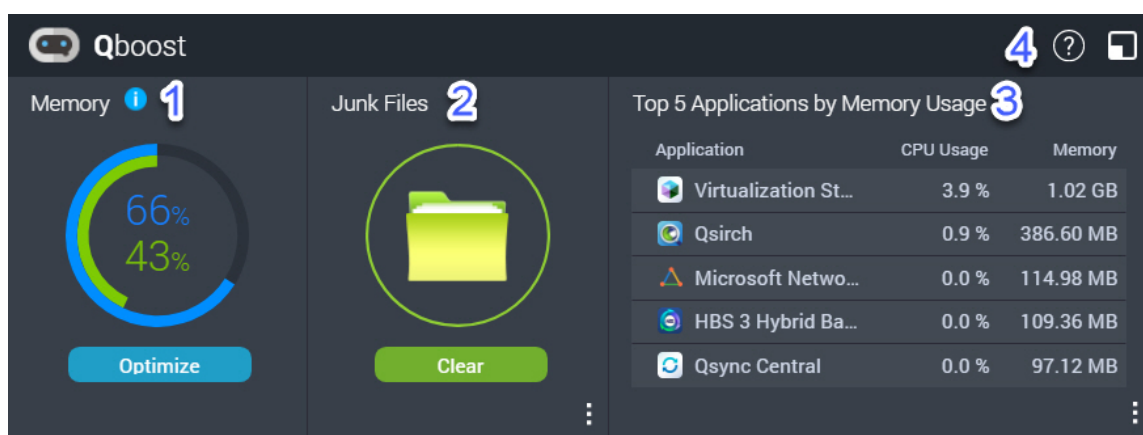 Qboost
4 ?
Memory i 1
66%
43%
Optimize
Junk Files 2
Clear
Top 5 Applications by Memory Usage 3
Application CPU Usage Memory
Virtualization St... 3.9 % 1.02 GB
Qsirch 0.9 % 386.60 MB
Microsoft Netwo... 0.0 % 114.98 MB
HBS 3 Hybrid Ba... 0.0 % 109.36 MB
Qsync Central 0.0 % 97.12 MB